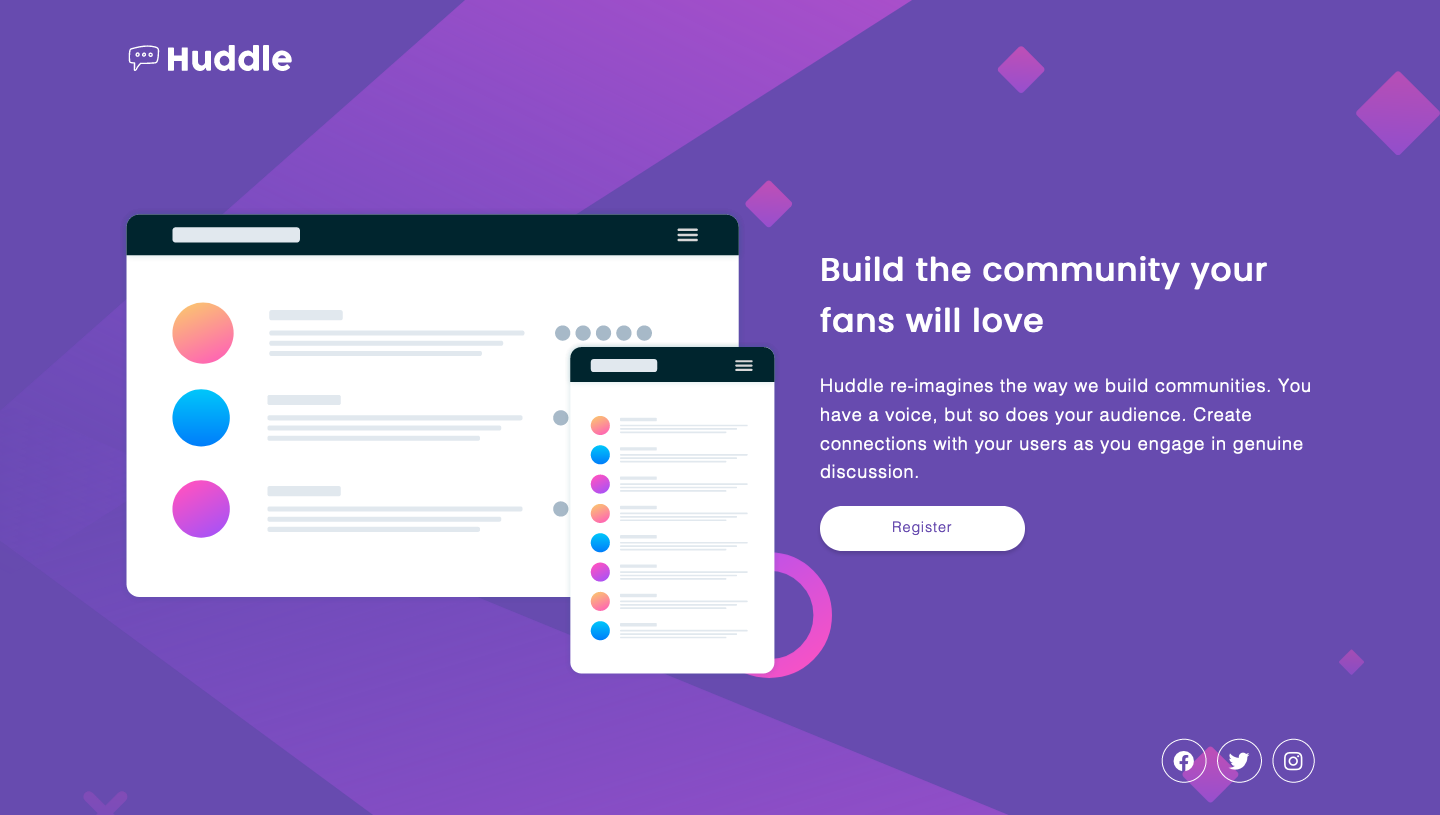 Huddle
Build the community your
fans will love
Huddle re-imagines the way we build communities. You
have a voice, but so does your audience. Create
connections with your users as you engage in genuine
discussion.
Register